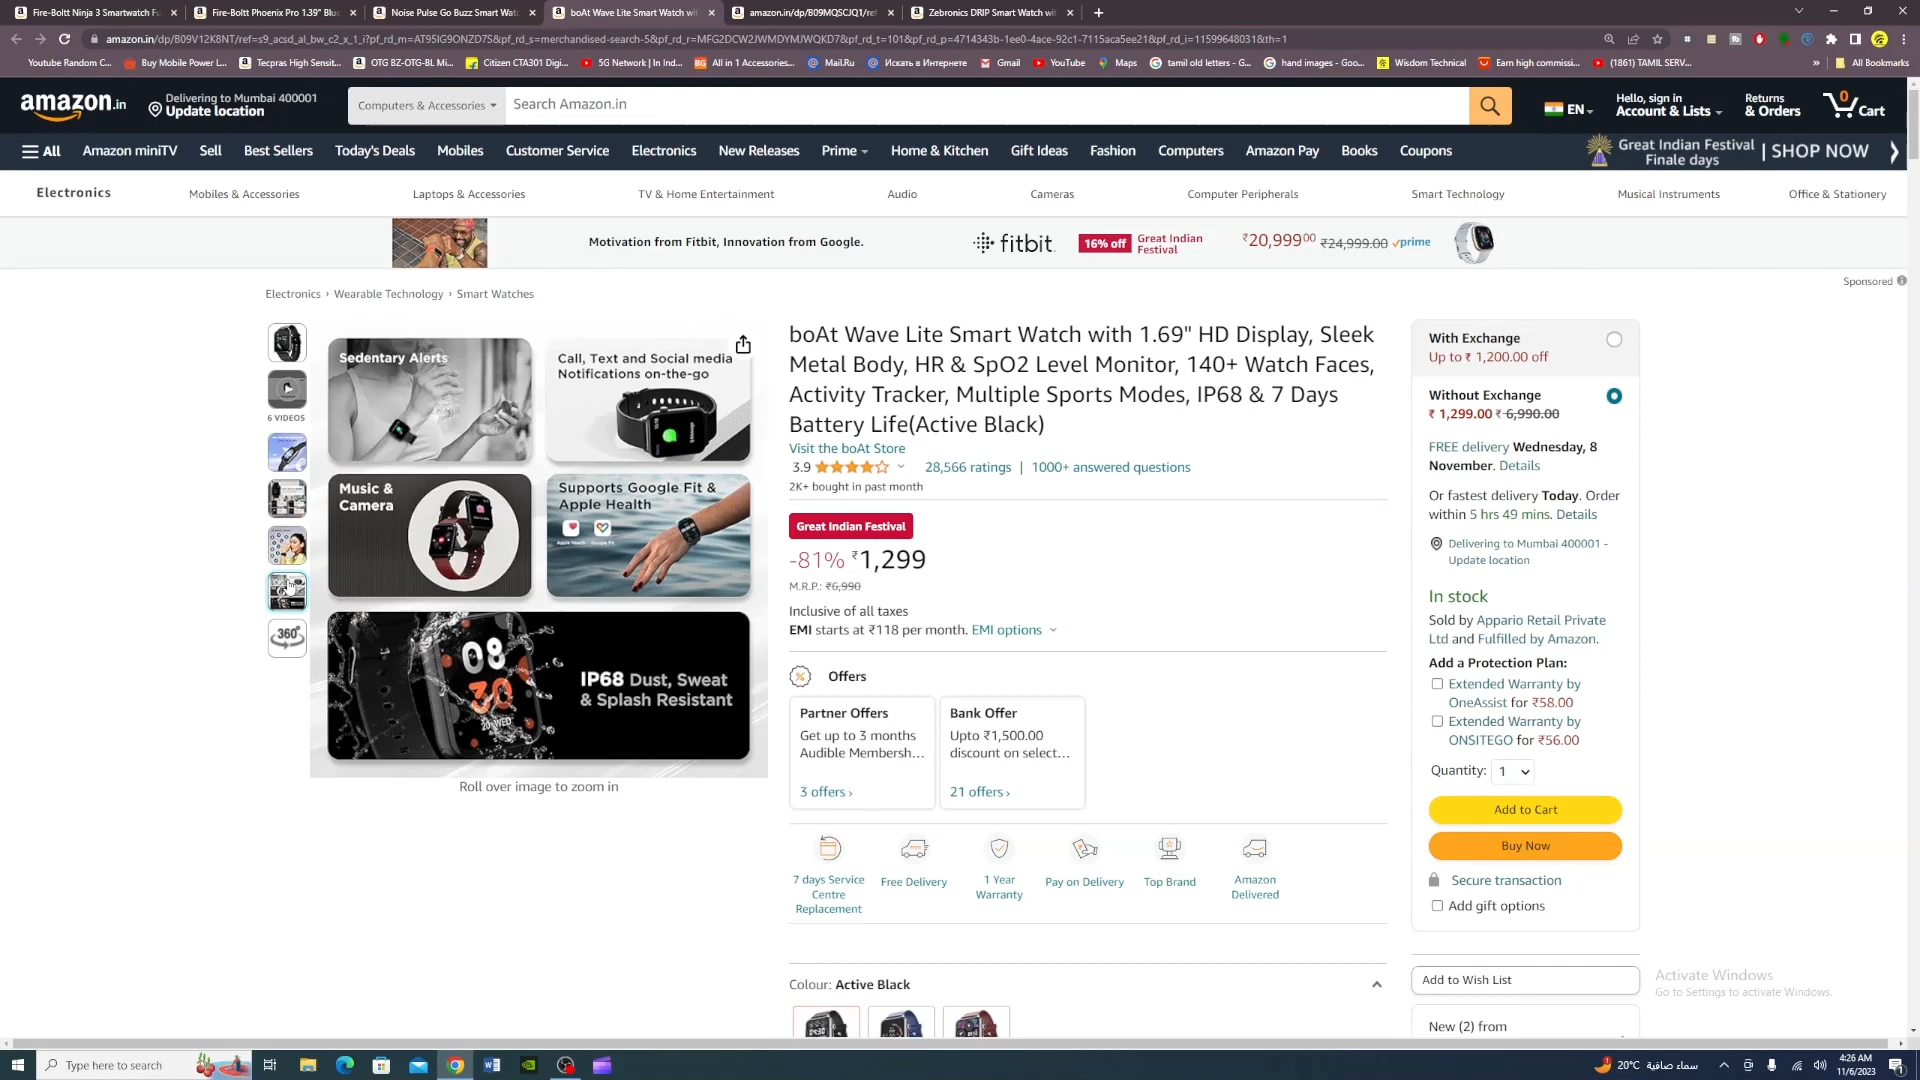 Fire-Boltt Ninja 3 Smartwatch Fu
Fire-Boltt Phoenix Pro 1.39" Blue
Noise Pulse Go Buzz Smart Watc
boAt Wave Lite Smart Watch wit
amazon.in/dp/B09MQSCJQ1/ref
Zebronics DRIP Smart Watch wit
amazon.in/dp/B09V12K8NT/ref=s9_acsd_al_bw_c2_x_1_i?pf_rd_m=AT95IG9ONZD7S&pf_rd_s=merchandised-search-5&pf_rd_r=MFG2DCW2JWMDYMJWQKD7&pf_rd_t=101&pf_rd_p=4714343b-1ee0-4ace-92c1-7115aca5ee21&pf_rd_i=11599648031&th=1
Youtube Random C...
Buy Mobile Power L...
Tecpras High Sensit...
OTG BZ-OTG-BL Mi...
Citizen CTA301 Digi...
5G Network | In Ind...
All in 1 Accessories...
Mail.Ru
Искать в Интернете
Gmail
YouTube
Maps
tamil old letters - G...
hand images - Goo...
Wisdom Technical
Earn high commissi...
(1861) TAMIL SERV...
»
All Bookmarks
amazon.in
Delivering to Mumbai 400001
Update location
Computers & Accessories
Search Amazon.in
EN
Hello, sign in
Account & Lists
Returns
& Orders
0
Cart
All
Amazon miniTV
Sell
Best Sellers
Today's Deals
Mobiles
Customer Service
Electronics
New Releases
Prime
Home & Kitchen
Gift Ideas
Fashion
Computers
Amazon Pay
Books
Coupons
Great Indian Festival
Finale days
| SHOP NOW
Electronics
Mobiles & Accessories
Laptops & Accessories
TV & Home Entertainment
Audio
Cameras
Computer Peripherals
Smart Technology
Musical Instruments
Office & Stationery
Motivation from Fitbit, Innovation from Google.
fitbit
16% off
Great Indian
Festival
₹20,999⁰⁰ ₹24,999.00 prime
Sponsored
Electronics › Wearable Technology › Smart Watches
6 VIDEOS
360°
Sedentary Alerts
Call, Text and Social media
Notifications on-the-go
Music &
Camera
Supports Google Fit &
Apple Health
Apple Health Google Fit
08
30
20 WED
IP68 Dust, Sweat
& Splash Resistant
Roll over image to zoom in
boAt Wave Lite Smart Watch with 1.69" HD Display, Sleek
Metal Body, HR & SpO2 Level Monitor, 140+ Watch Faces,
Activity Tracker, Multiple Sports Modes, IP68 & 7 Days
Battery Life(Active Black)
Visit the boAt Store
3.9
28,566 ratings | 1000+ answered questions
2K+ bought in past month
Great Indian Festival
-81% ₹1,299
M.R.P.: ₹6,990
Inclusive of all taxes
EMI starts at ₹118 per month. EMI options
Offers
Partner Offers
Get up to 3 months
Audible Membersh...
3 offers ›
Bank Offer
Upto ₹1,500.00
discount on select...
21 offers ›
7 days Service
Centre
Replacement
Free Delivery
1 Year
Warranty
Pay on Delivery
Top Brand
Amazon
Delivered
Colour: Active Black
With Exchange
Up to ₹ 1,200.00 off
Without Exchange
₹ 1,299.00 ₹ 6,990.00
FREE delivery Wednesday, 8
November. Details
Or fastest delivery Today. Order
within 5 hrs 49 mins. Details
Delivering to Mumbai 400001 -
Update location
In stock
Sold by Appario Retail Private
Ltd and Fulfilled by Amazon.
Add a Protection Plan:
Extended Warranty by
OneAssist for ₹58.00
Extended Warranty by
ONSITEGO for ₹56.00
Quantity: 1
Add to Cart
Buy Now
Secure transaction
Add gift options
Add to Wish List
New (2) from
Activate Windows
Go to Settings to activate Windows.
Type here to search
20°C سماء صافية
4:26 AM
11/6/2023